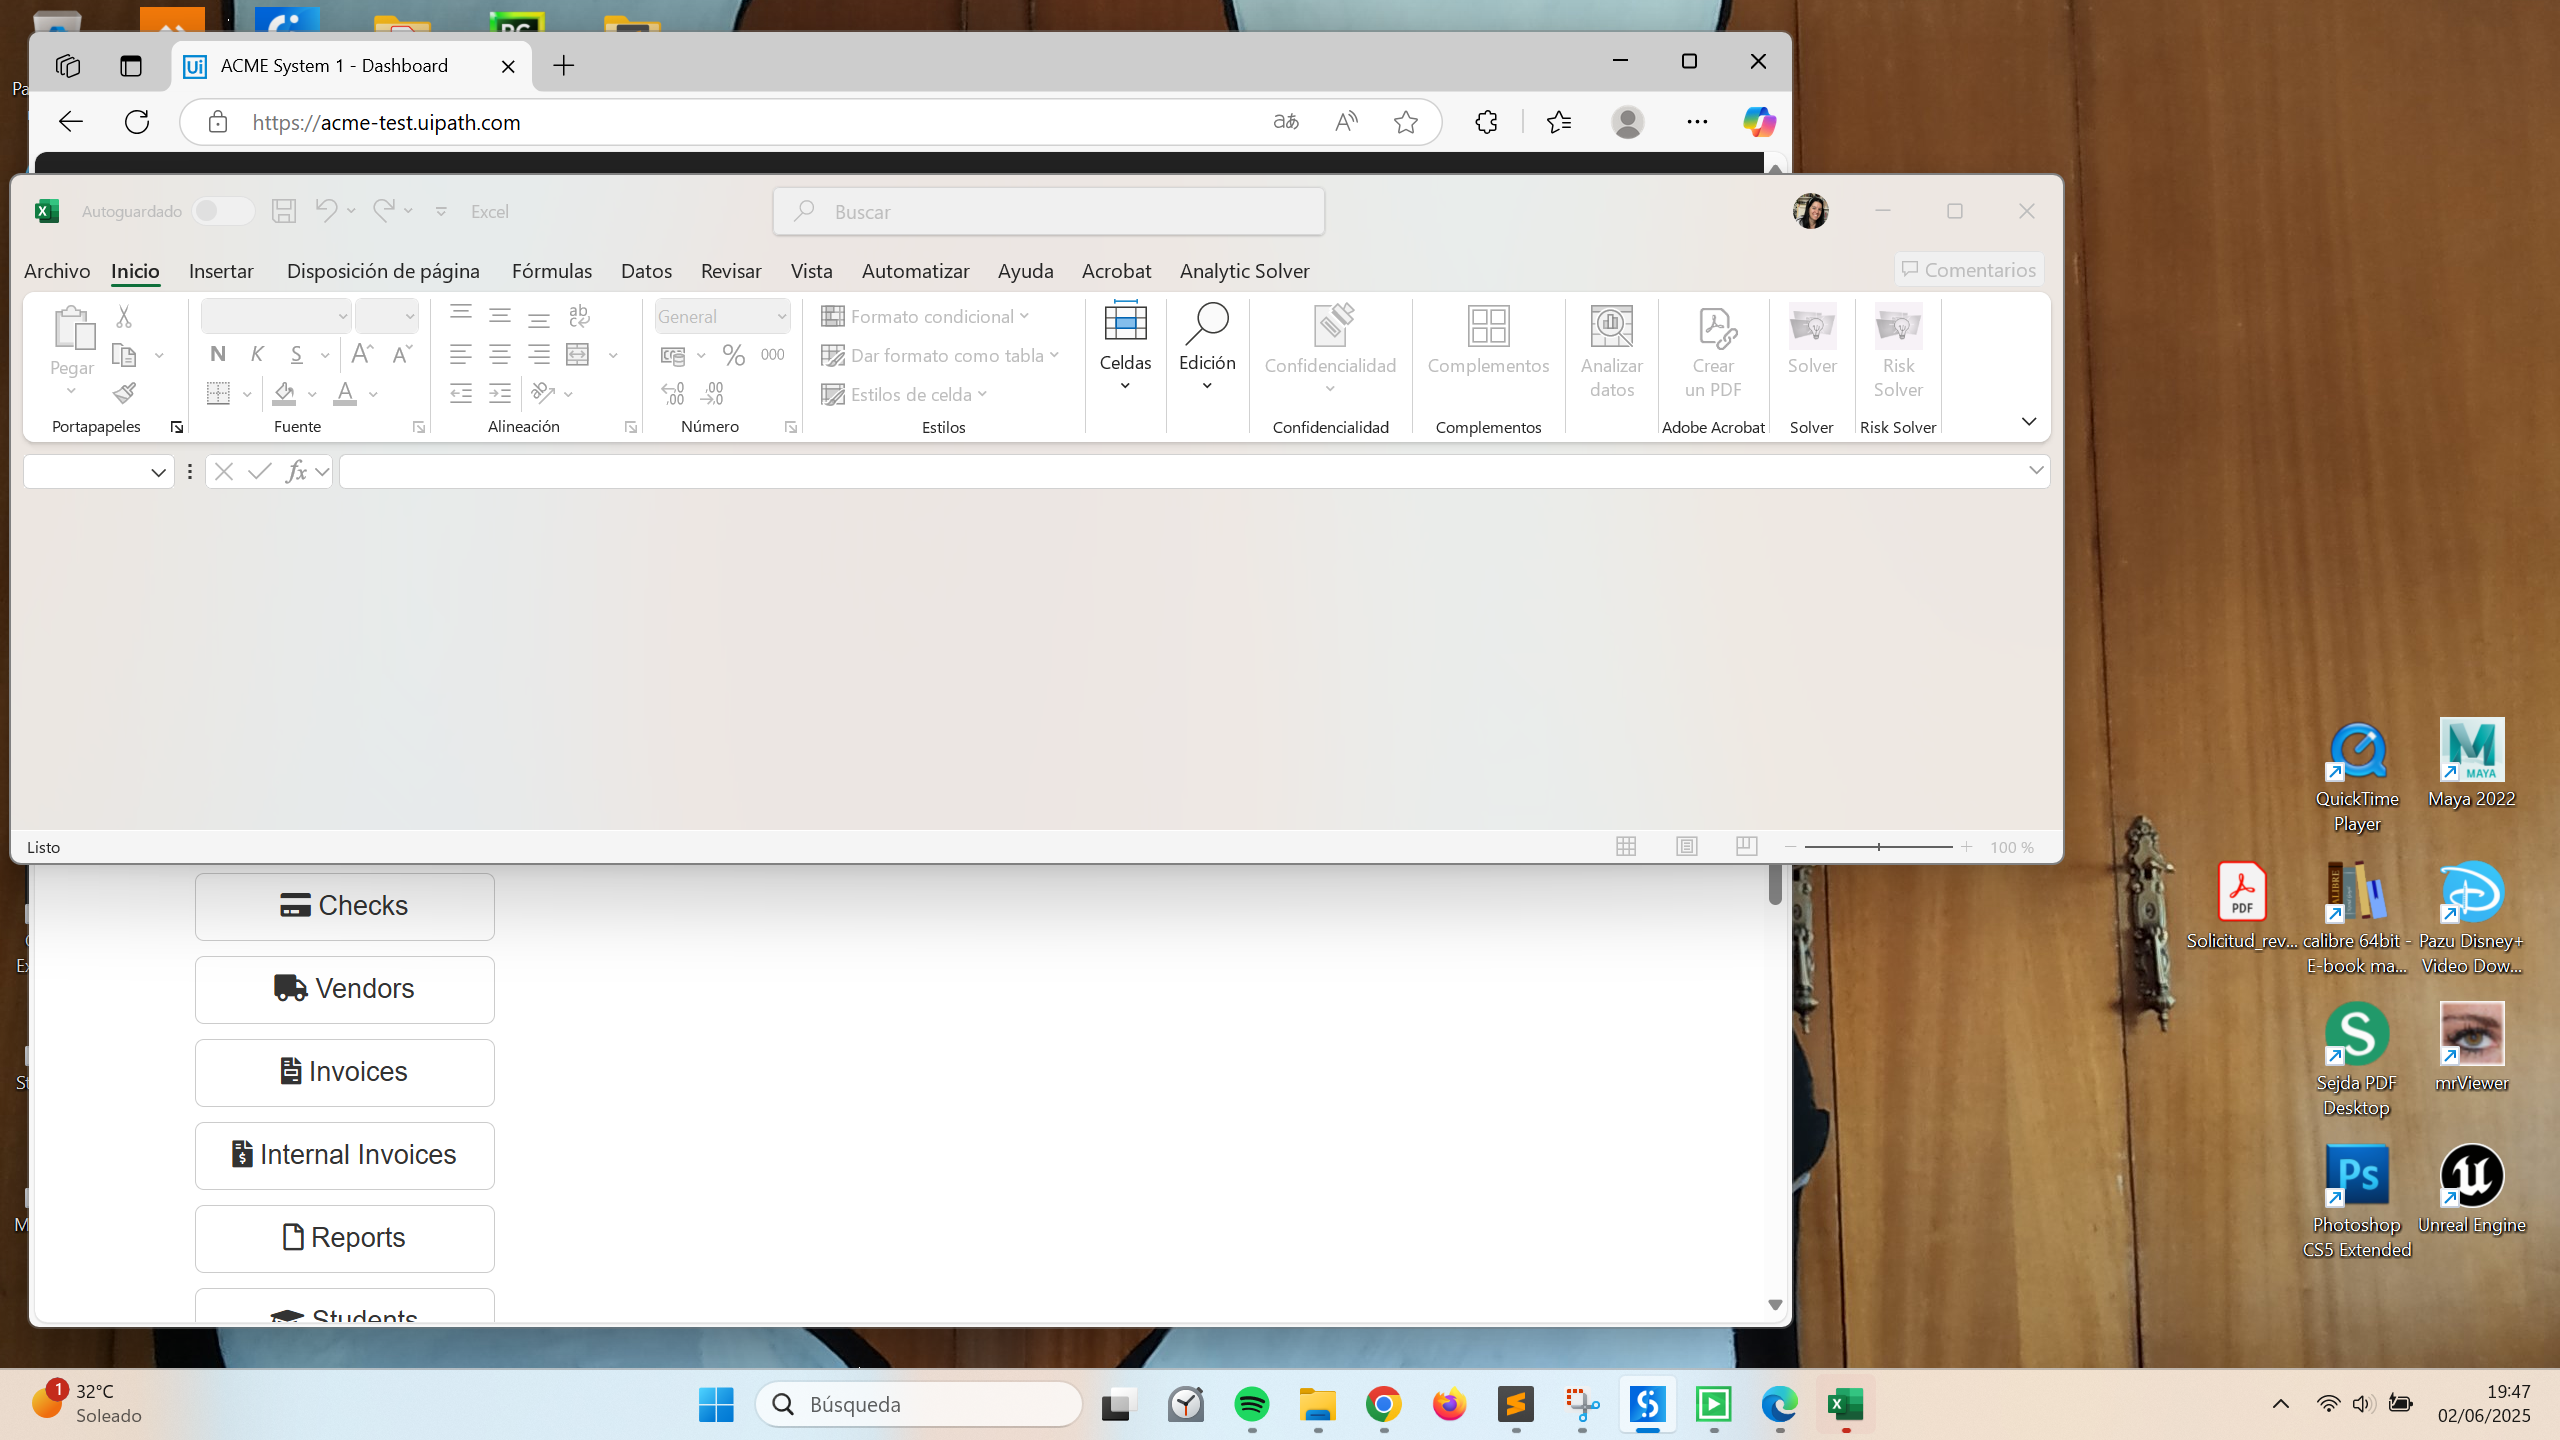 ACME System 1 - Dashboard
https://acme-test.uipath.com
Autoguardado
Excel
Buscar
Archivo
Inicio
Insertar
Disposición de página
Fórmulas
Datos
Revisar
Vista
Automatizar
Ayuda
Acrobat
Analytic Solver
Comentarios
Pegar
Portapapeles
N K S
Fuente
ab
Alineación
General
% 000
Número
Formato condicional
Dar formato como tabla
Estilos de celda
Estilos
Celdas
Edición
Confidencialidad
Confidencialidad
Complementos
Complementos
Analizar
datos
Crear
un PDF
Adobe Acrobat
Solver
Solver
Risk
Solver
Risk Solver
fx
Listo
100 %
Checks
Vendors
Invoices
Internal Invoices
Reports
Students
QuickTime
Player
Maya 2022
Solicitud_rev...
calibre 64bit -
E-book ma...
Pazu Disney+
Video Dow...
Sejda PDF
Desktop
mrViewer
Photoshop
CS5 Extended
Unreal Engine
1
32°C
Soleado
Búsqueda
19:47
02/06/2025